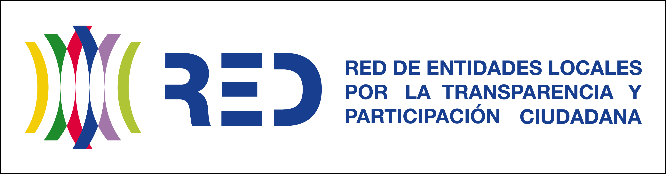 RED
RED DE ENTIDADES LOCALES
POR LA TRANSPARENCIA Y
PARTICIPACIÓN CIUDADANA